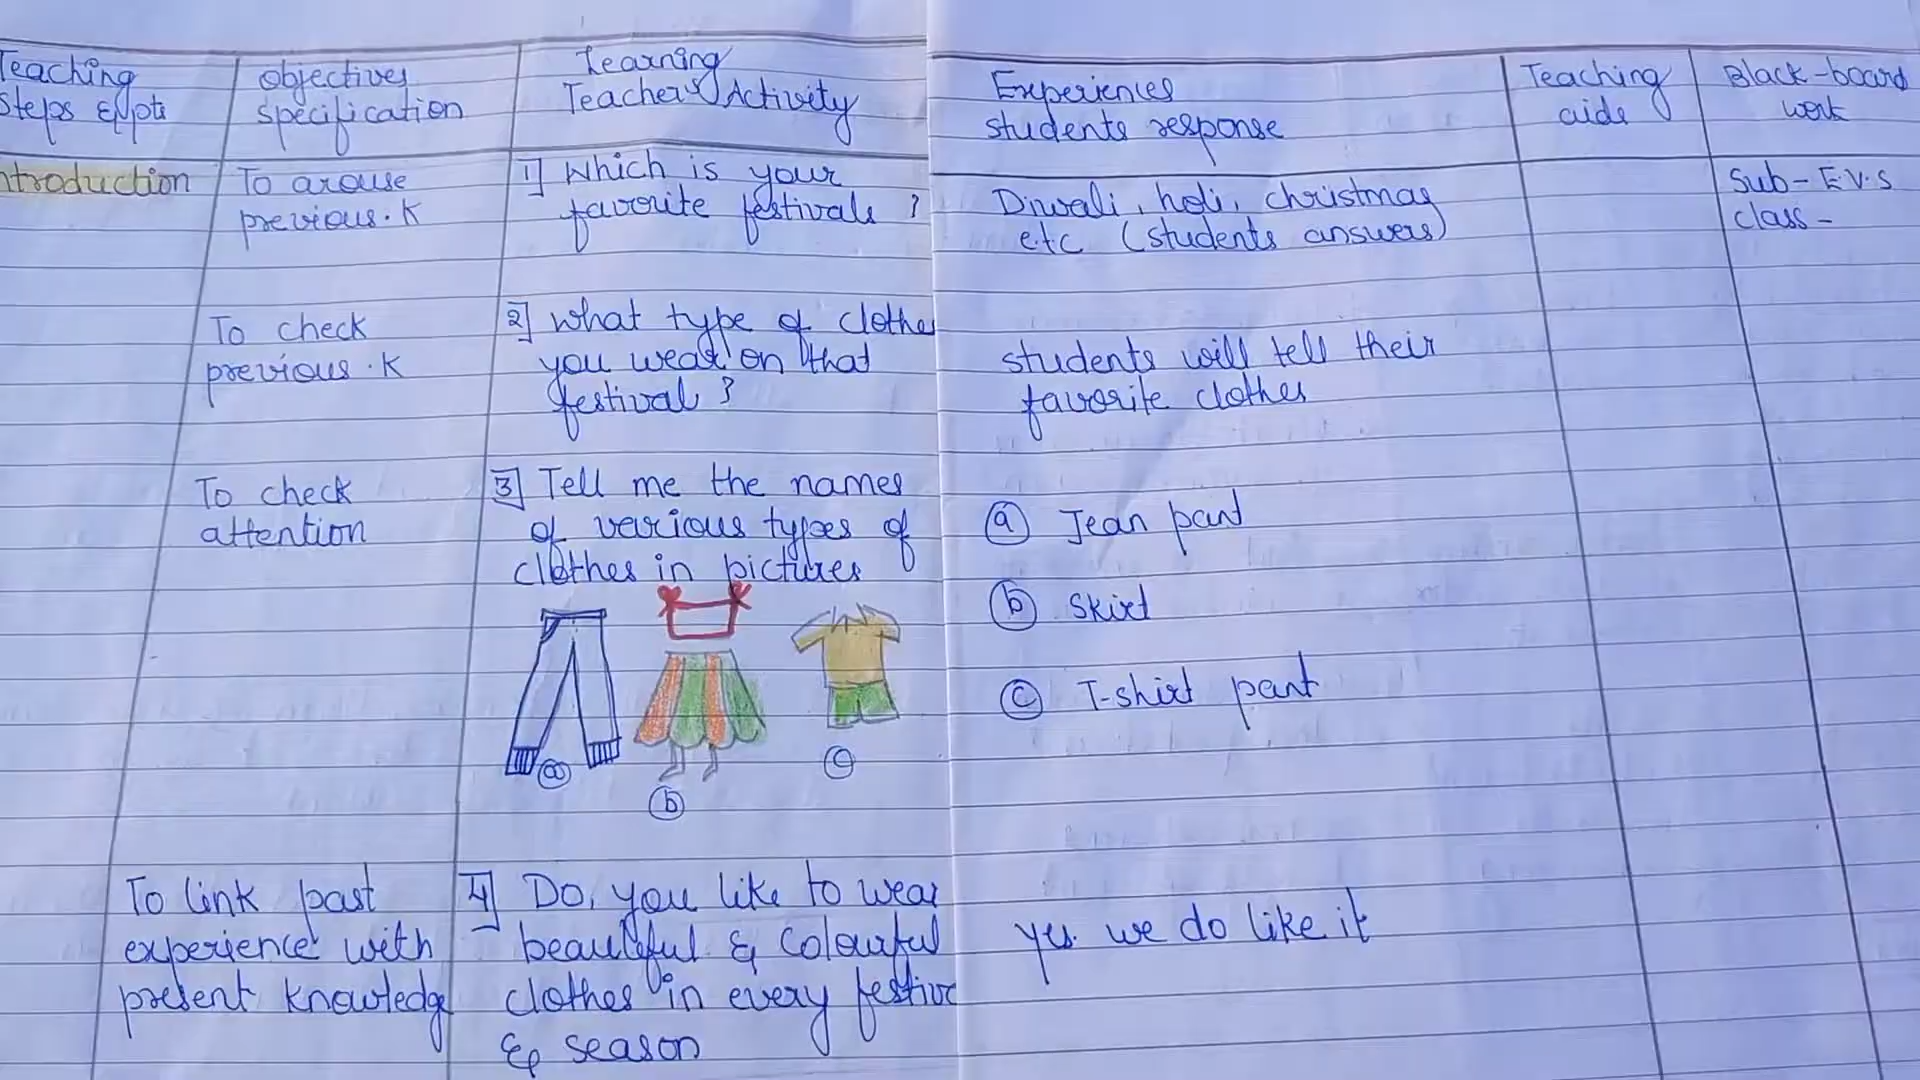 Teaching
Steps & pts
Objectives
specification
Learning
Teacher's Activity
Experiences
students response
Teaching
aids
Black-board
work
ntroduction
To arouse
previous.K
1] Which is your
favorite festivals ?
Diwali, holi, christmas
etc (students answers)
Sub - E.V.S
class -
To check
previous.K
2] What type of clothe
you wear on that
festival ?
students will tell their
favorite clothes
To check
attention
3] Tell me the names
of various types of
clothes in pictures
(a) Jean pant
(b) Skirt
(c) T-shirt pant
(a)
(b)
(c)
To link past
experience with
present knowledge
4] Do, you like to wear
beautiful & colourful
clothes in every festiv
& season
yes. we do like it